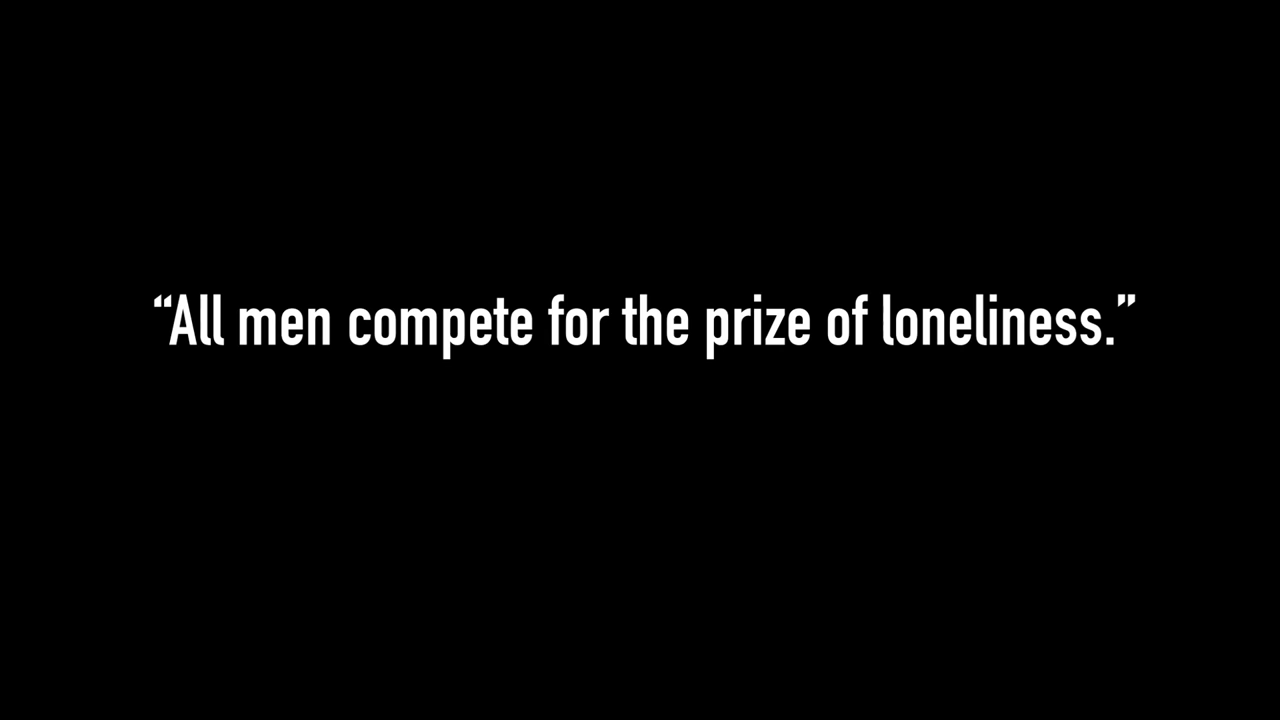 “All men compete for the prize of loneliness.”